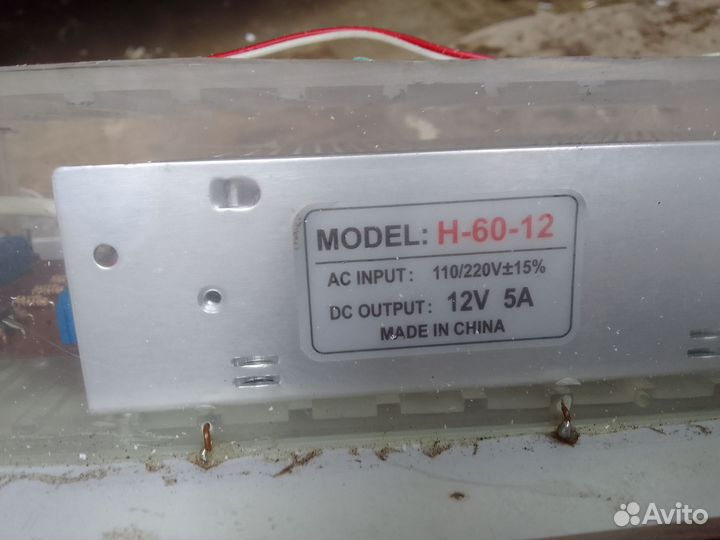 MODEL: H-60-12
AC INPUT: 110/220V±15%
DC OUTPUT: 12V 5A
MADE IN CHINA
Avito